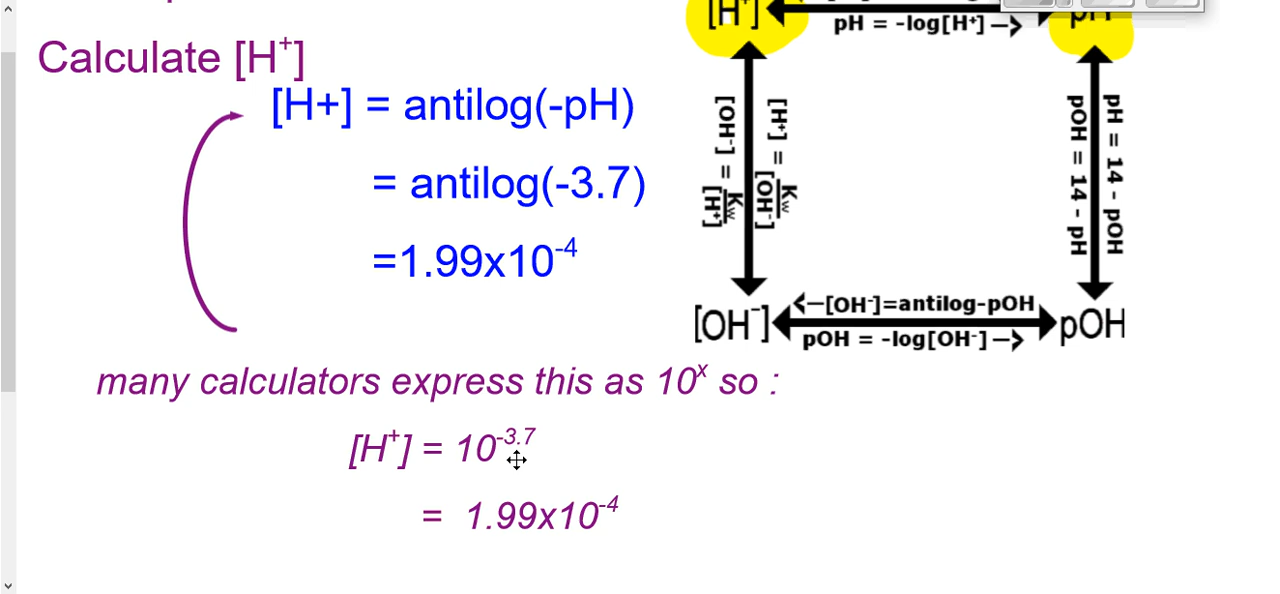 Calculate [H⁺]
[H+] = antilog(-pH)
= antilog(-3.7)
=1.99x10⁻⁴
many calculators express this as 10ˣ so :
[H⁺] = 10⁻³·⁷
= 1.99x10⁻⁴
[H⁺]
pH = -log[H⁺] —>
pH
[OH⁻] = Kw/[H⁺]
[H⁺] = Kw/[OH⁻]
pOH = 14 - pH
pH = 14 - pOH
[OH⁻]
<—[OH⁻]=antilog-pOH
pOH = -log[OH⁻] —>
pOH